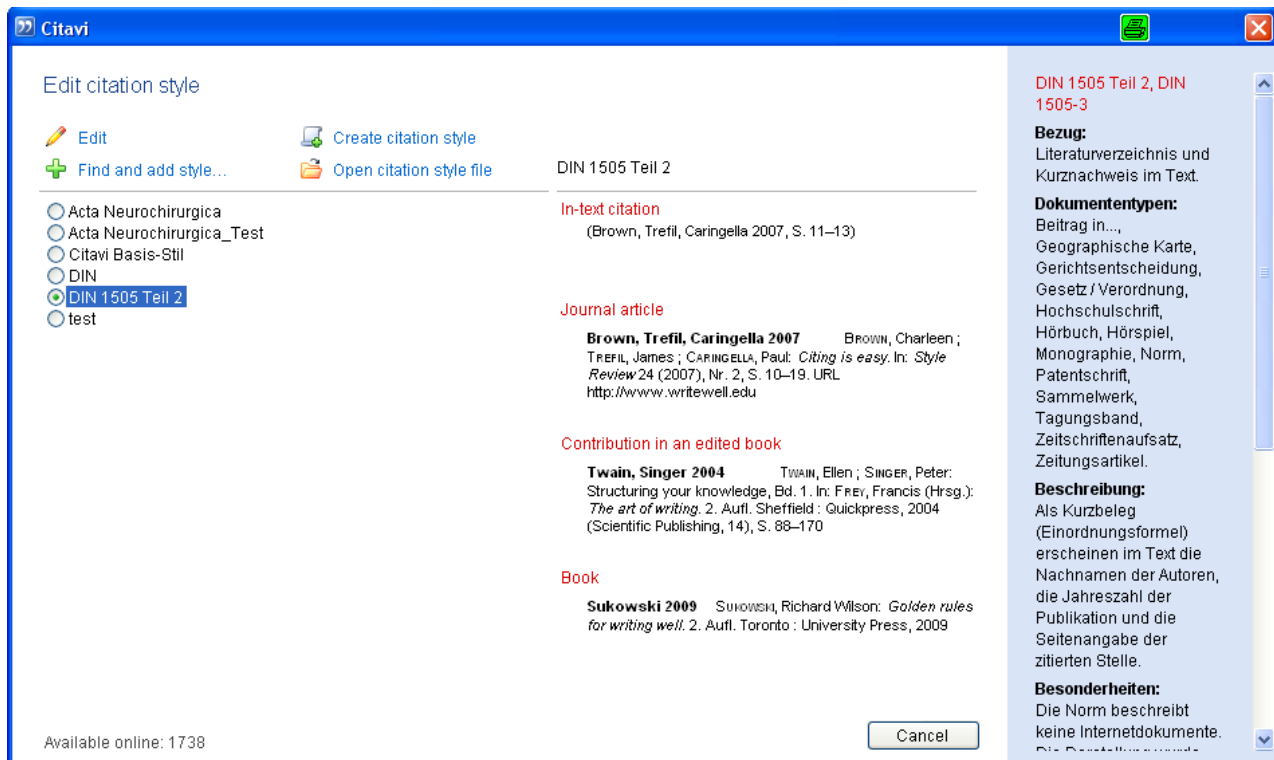 Citavi
Edit citation style
Edit
Create citation style
Find and add style...
Open citation style file
Acta Neurochirurgica
Acta Neurochirurgica_Test
Citavi Basis-Stil
DIN
DIN 1505 Teil 2
test
Available online: 1738
DIN 1505 Teil 2
In-text citation
(Brown, Trefil, Caringella 2007, S. 11–13)
Journal article
Brown, Trefil, Caringella 2007 BROWN, Charleen ;
TREFIL, James ; CARINGELLA, Paul: Citing is easy. In: Style
Review 24 (2007), Nr. 2, S. 10–19. URL
http://www.writewell.edu
Contribution in an edited book
Twain, Singer 2004 TWAIN, Ellen ; SINGER, Peter:
Structuring your knowledge, Bd. 1. In: FREY, Francis (Hrsg.):
The art of writing. 2. Aufl. Sheffield : Quickpress, 2004
(Scientific Publishing, 14), S. 88–170
Book
Sukowski 2009 SUKOWSKI, Richard Wilson: Golden rules
for writing well. 2. Aufl. Toronto : University Press, 2009
Cancel
DIN 1505 Teil 2, DIN
1505-3
Bezug:
Literaturverzeichnis und
Kurznachweis im Text.
Dokumententypen:
Beitrag in...,
Geographische Karte,
Gerichtsentscheidung,
Gesetz / Verordnung,
Hochschulschrift,
Hörbuch, Hörspiel,
Monographie, Norm,
Patentschrift,
Sammelwerk,
Tagungsband,
Zeitschriftenaufsatz,
Zeitungsartikel.
Beschreibung:
Als Kurzbeleg
(Einordnungsformel)
erscheinen im Text die
Nachnamen der Autoren,
die Jahreszahl der
Publikation und die
Seitenangabe der
zitierten Stelle.
Besonderheiten:
Die Norm beschreibt
keine Internetdokumente.